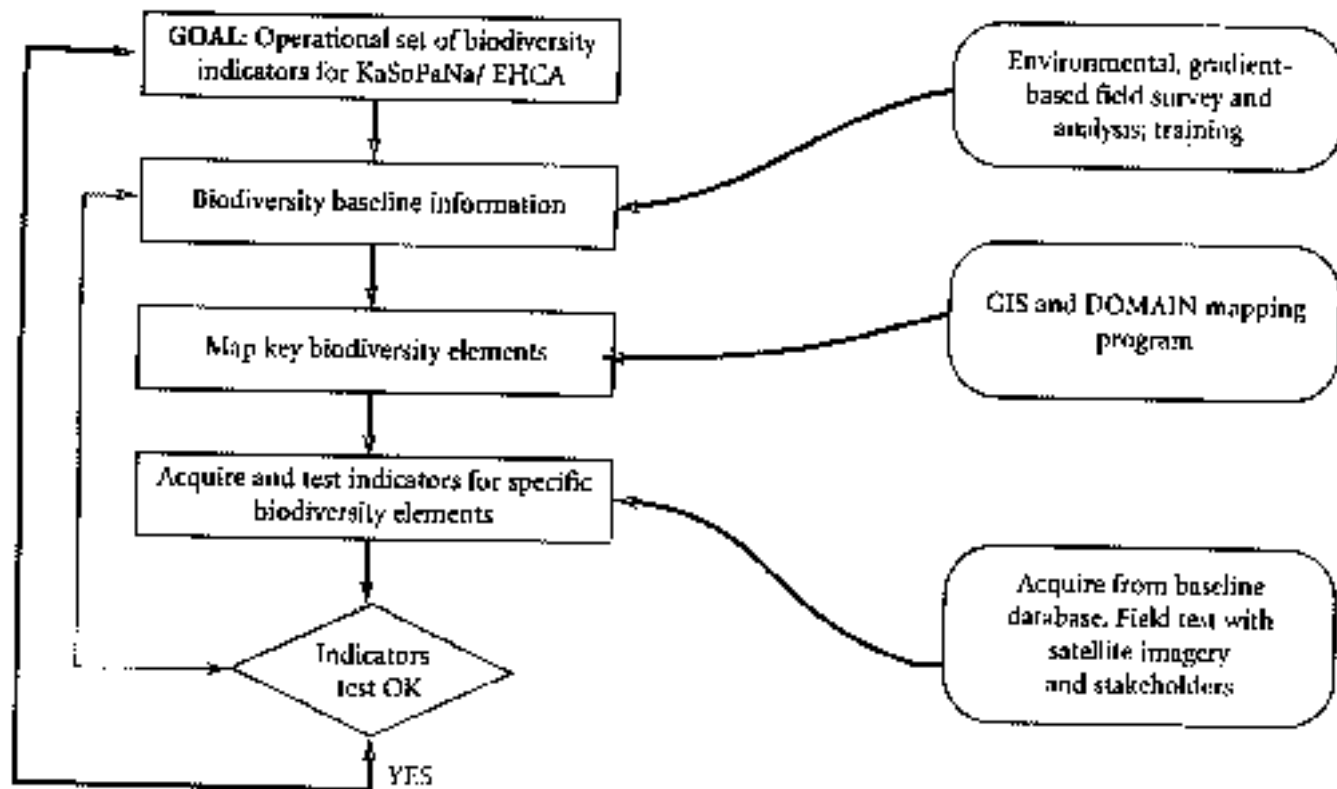 GOAL: Operational set of biodiversity
indicators for KaSoPaNa/ EHCA
Environmental, gradient-
based field survey and
analysis; training
Biodiversity baseline information
GIS and DOMAIN mapping
program
Map key biodiversity elements
Acquire and test indicators for specific
biodiversity elements
Acquire from baseline
database. Field test with
satellite imagery
and stakeholders
Indicators
test OK
YES